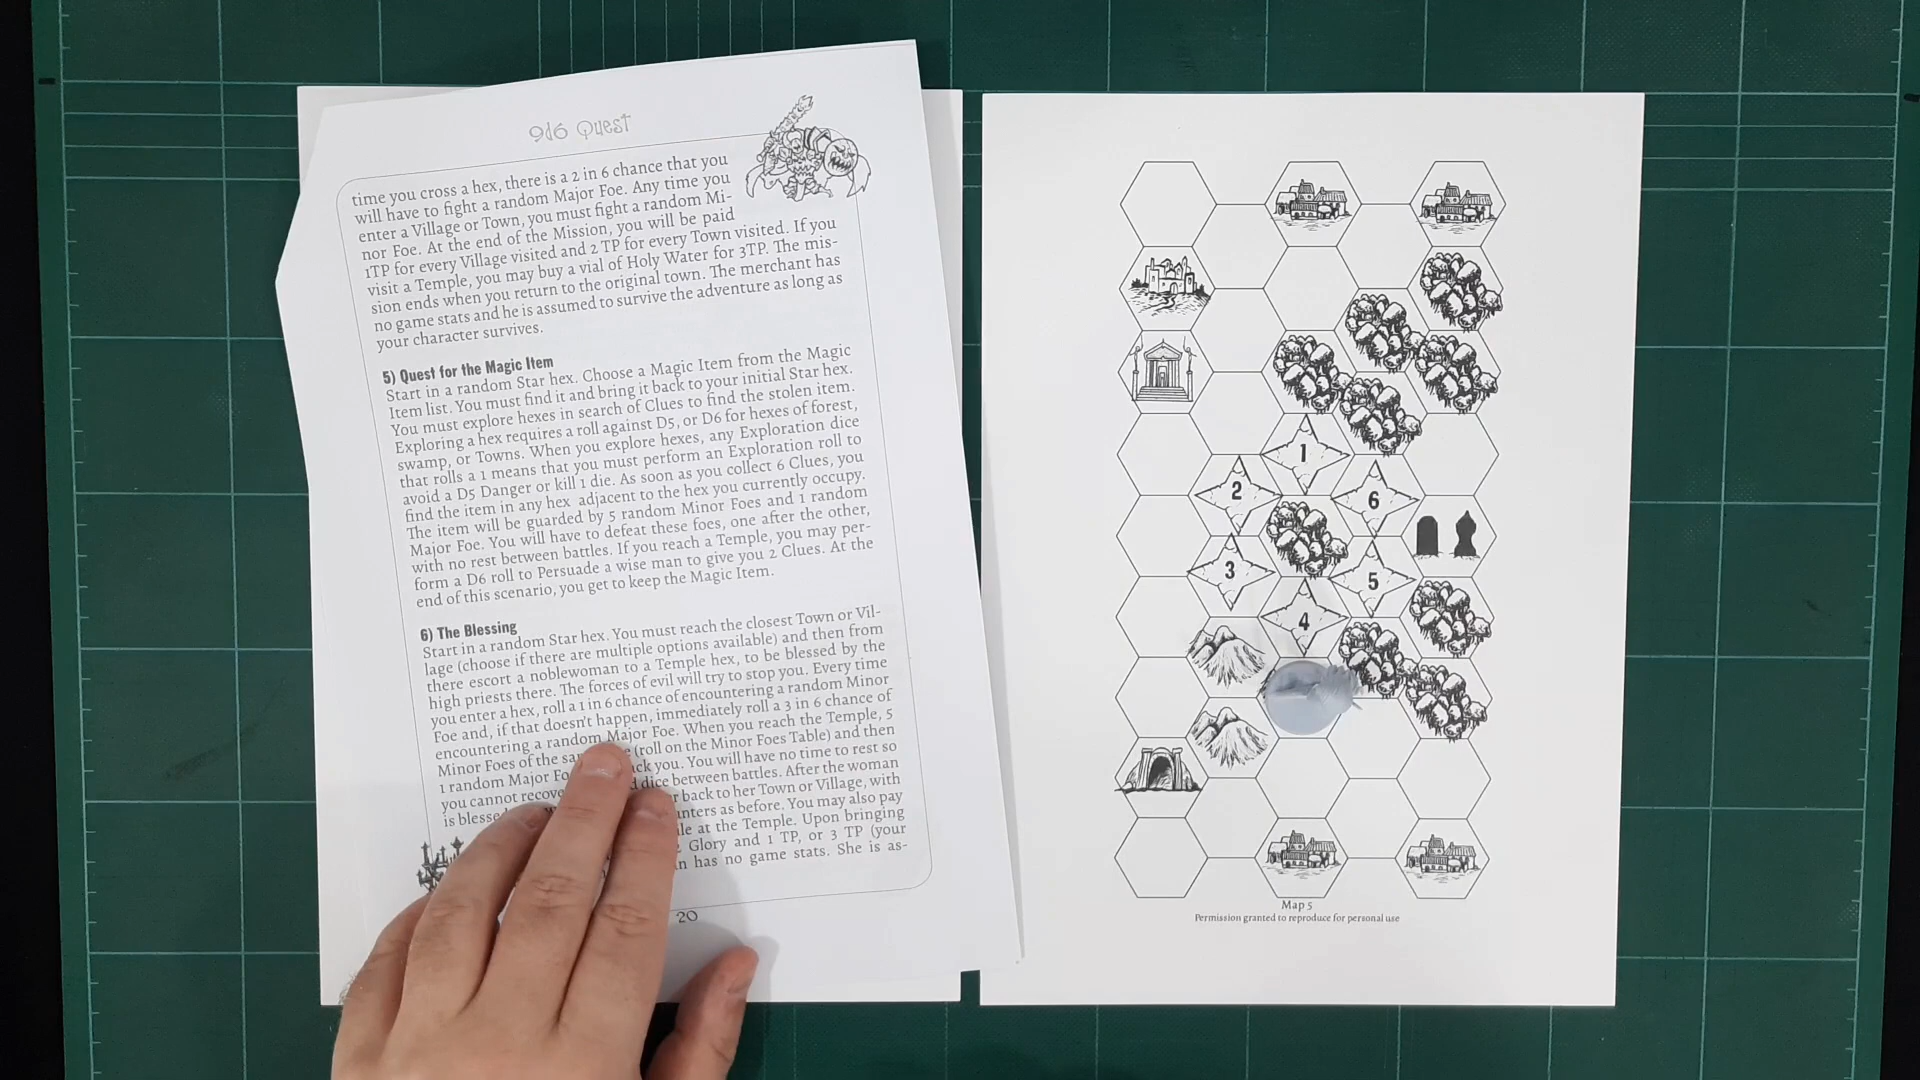 9d6 Quest
time you cross a hex, there is a 2 in 6 chance that you
will have to fight a random Major Foe. Any time you
enter a Village or Town, you must fight a random Mi-
nor Foe. At the end of the Mission, you will be paid
1TP for every Village visited and 2 TP for every Town visited. If you
visit a Temple, you may buy a vial of Holy Water for 3TP. The mis-
sion ends when you return to the original town. The merchant has
no game stats and he is assumed to survive the adventure as long as
your character survives.
5) Quest for the Magic Item
Start in a random Star hex. Choose a Magic Item from the Magic
Item list. You must find it and bring it back to your initial Star hex.
You must explore hexes in search of Clues to find the stolen item.
Exploring a hex requires a roll against D5, or D6 for hexes of forest,
swamp, or Towns. When you explore hexes, any Exploration dice
that rolls a 1 means that you must perform an Exploration roll to
avoid a D5 Danger or kill 1 die. As soon as you collect 6 Clues, you
find the item in any hex adjacent to the hex you currently occupy.
The item will be guarded by 5 random Minor Foes and 1 random
Major Foe. You will have to defeat these foes, one after the other,
with no rest between battles. If you reach a Temple, you may per-
form a D6 roll to Persuade a wise man to give you 2 Clues. At the
end of this scenario, you get to keep the Magic Item.
6) The Blessing
Start in a random Star hex. You must reach the closest Town or Vil-
lage (choose if there are multiple options available) and then from
there escort a noblewoman to a Temple hex, to be blessed by the
high priests there. The forces of evil will try to stop you. Every time
you enter a hex, roll a 1 in 6 chance of encountering a random Minor
Foe and, if that doesn't happen, immediately roll a 3 in 6 chance of
encountering a random Major Foe. When you reach the Temple, 5
Minor Foes of the (roll on the Minor Foes Table) and then
1 random Major you. You will have no time to rest so
you cannot dice between battles. After the woman
is back to her Town or Village, with
as before. You may also pay
at the Temple. Upon bringing
Glory and 1 TP, or 3 TP (your
has no game stats. She is as-
20
1
2
6
3
5
4
Map 5
Permission granted to reproduce for personal use